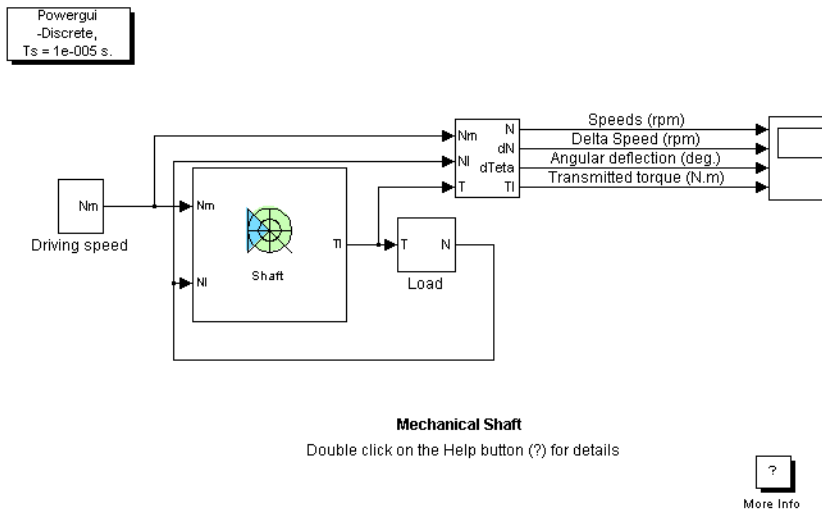 Powergui
-Discrete,
Ts = 1e-005 s.
Speeds (rpm)
Delta Speed (rpm)
Angular deflection (deg.)
Transmitted torque (N.m)
Nm
Nl
T
N
dN
dTeta
Tl
Nm
Driving speed
Nm
Nl
Tl
Shaft
T
N
Load
Mechanical Shaft
Double click on the Help button (?) for details
?
More Info